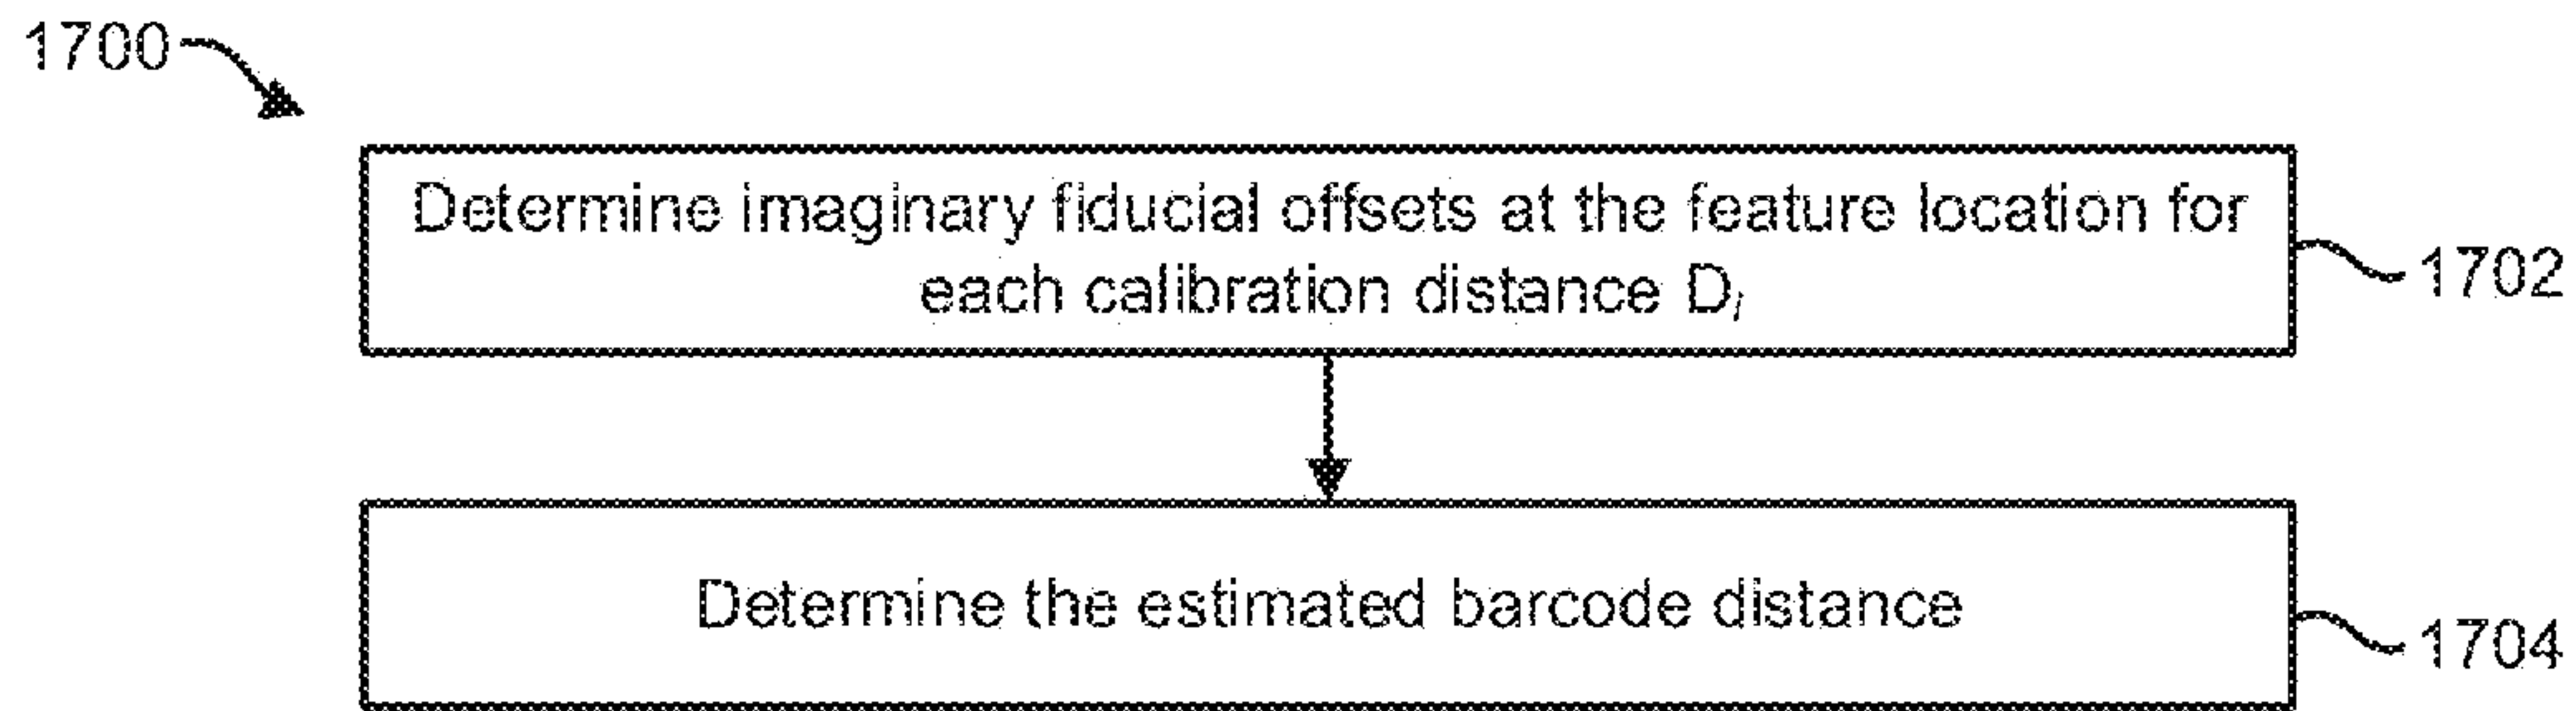 1700
Determine imaginary fiducial offsets at the feature location for
each calibration distance Di
1702
Determine the estimated barcode distance
1704